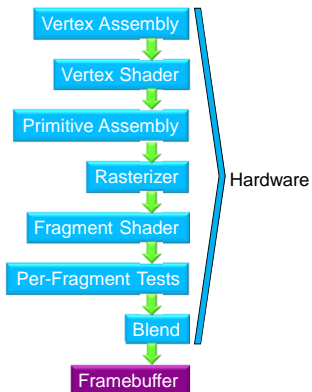 Vertex Assembly
Vertex Shader
Primitive Assembly
Rasterizer
Hardware
Fragment Shader
Per-Fragment Tests
Blend
Framebuffer